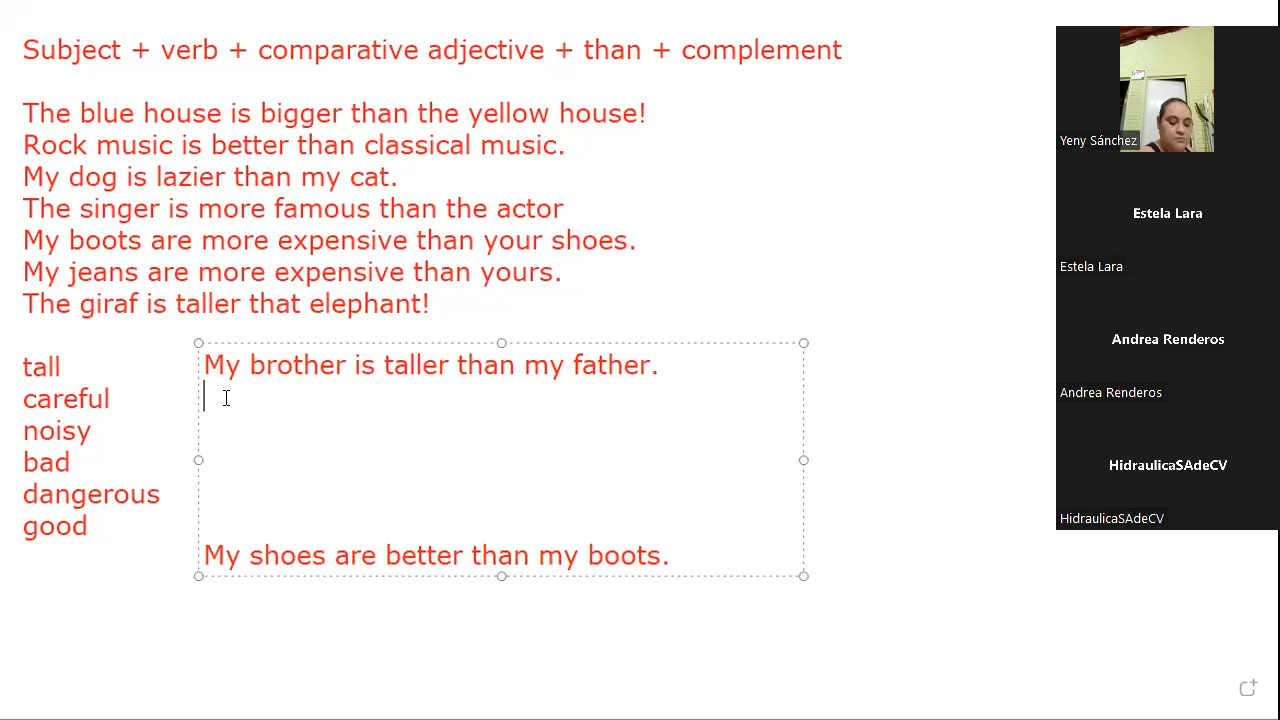 Subject + verb + comparative adjective + than + complement
The blue house is bigger than the yellow house!
Rock music is better than classical music.
My dog is lazier than my cat.
The singer is more famous than the actor
My boots are more expensive than your shoes.
My jeans are more expensive than yours.
The giraf is taller that elephant!
tall
careful
noisy
bad
dangerous
good
My brother is taller than my father.
My shoes are better than my boots.
Yeny Sánchez
Estela Lara
Estela Lara
Andrea Renderos
Andrea Renderos
HidraulicaSAdeCV
HidraulicaSAdeCV